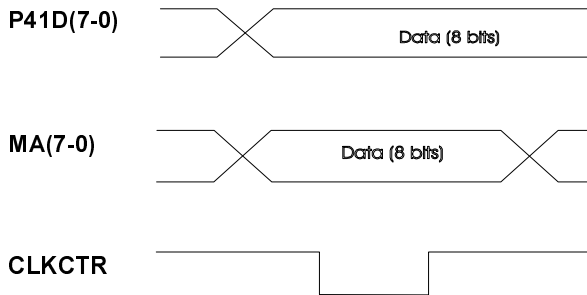 P41D(7-0)
Data (8 bits)
MA(7-0)
Data (8 bits)
CLKCTR